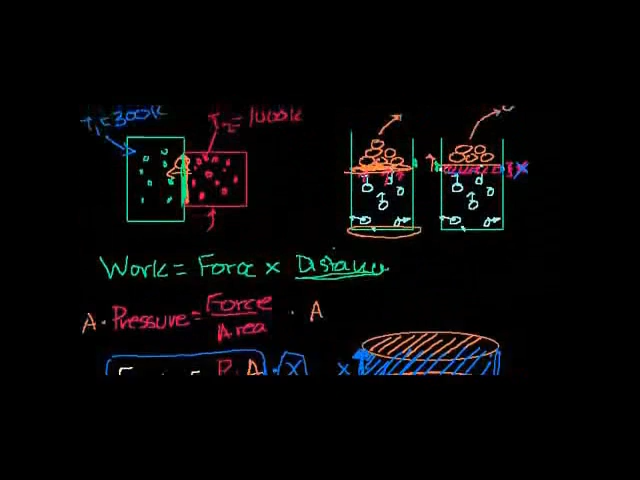 T₁=300K
T₂=1000K
x
Work = Force x Distance
A · Pressure = Force / Area · A
P · A · x
x